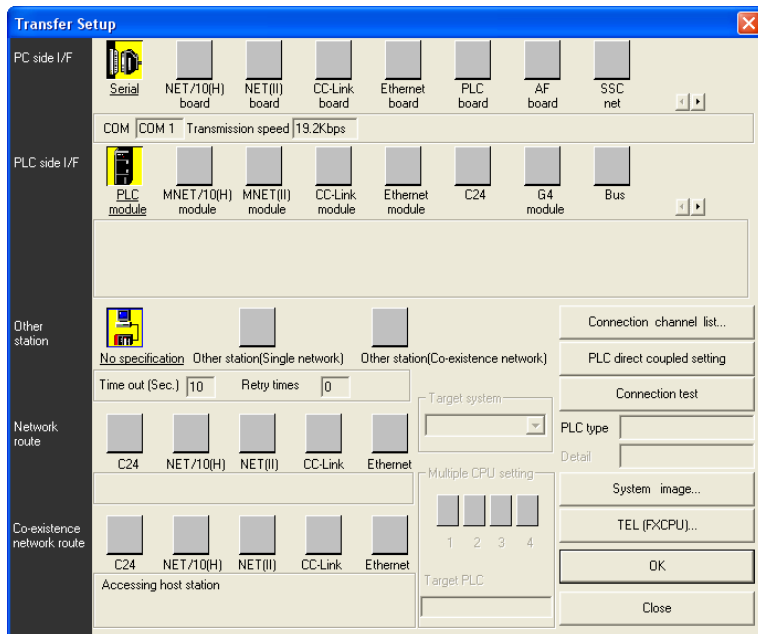 Transfer Setup
PC side I/F
Serial
NET/10(H) board
NET(II) board
CC-Link board
Ethernet board
PLC board
AF board
SSC net
COM COM 1 Transmission speed 19.2Kbps
PLC side I/F
PLC module
MNET/10(H) module
MNET(II) module
CC-Link module
Ethernet module
C24
G4 module
Bus
Other station
No specification
Other station(Single network)
Other station(Co-existence network)
Time out (Sec.) 10 Retry times 0
Connection channel list...
PLC direct coupled setting
Connection test
Target system
PLC type
Detail
Network route
C24 NET/10(H) NET(II) CC-Link Ethernet
Multiple CPU setting
1 2 3 4
Target PLC
System image...
TEL (FXCPU)...
OK
Close
Co-existence network route
C24 NET/10(H) NET(II) CC-Link Ethernet
Accessing host station